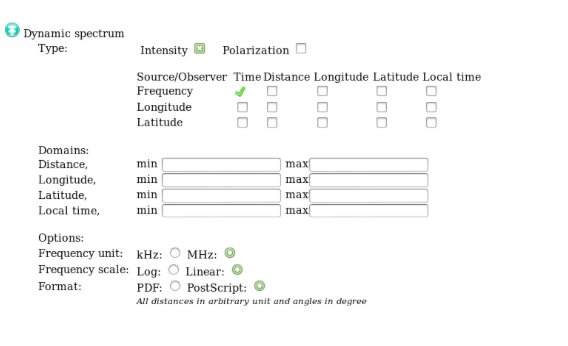 Dynamic spectrum
Type: Intensity Polarization
Source/Observer Time Distance Longitude Latitude Local time
Frequency
Longitude
Latitude
Domains:
Distance, min max
Longitude, min max
Latitude, min max
Local time, min max
Options:
Frequency unit: kHz: MHz:
Frequency scale: Log: Linear:
Format: PDF: PostScript:
All distances in arbitrary unit and angles in degree